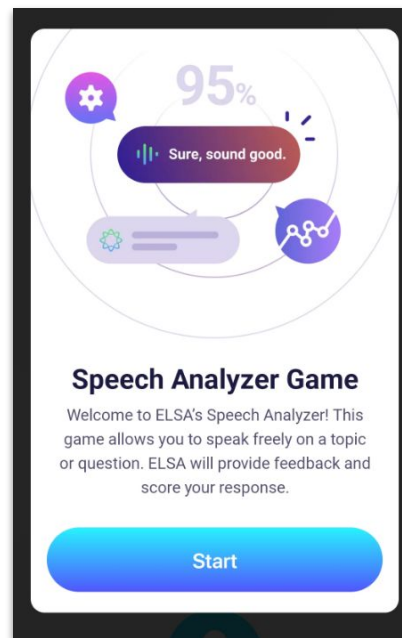 95%
Sure, sound good.
Speech Analyzer Game
Welcome to ELSA's Speech Analyzer! This
game allows you to speak freely on a topic
or question. ELSA will provide feedback and
score your response.
Start